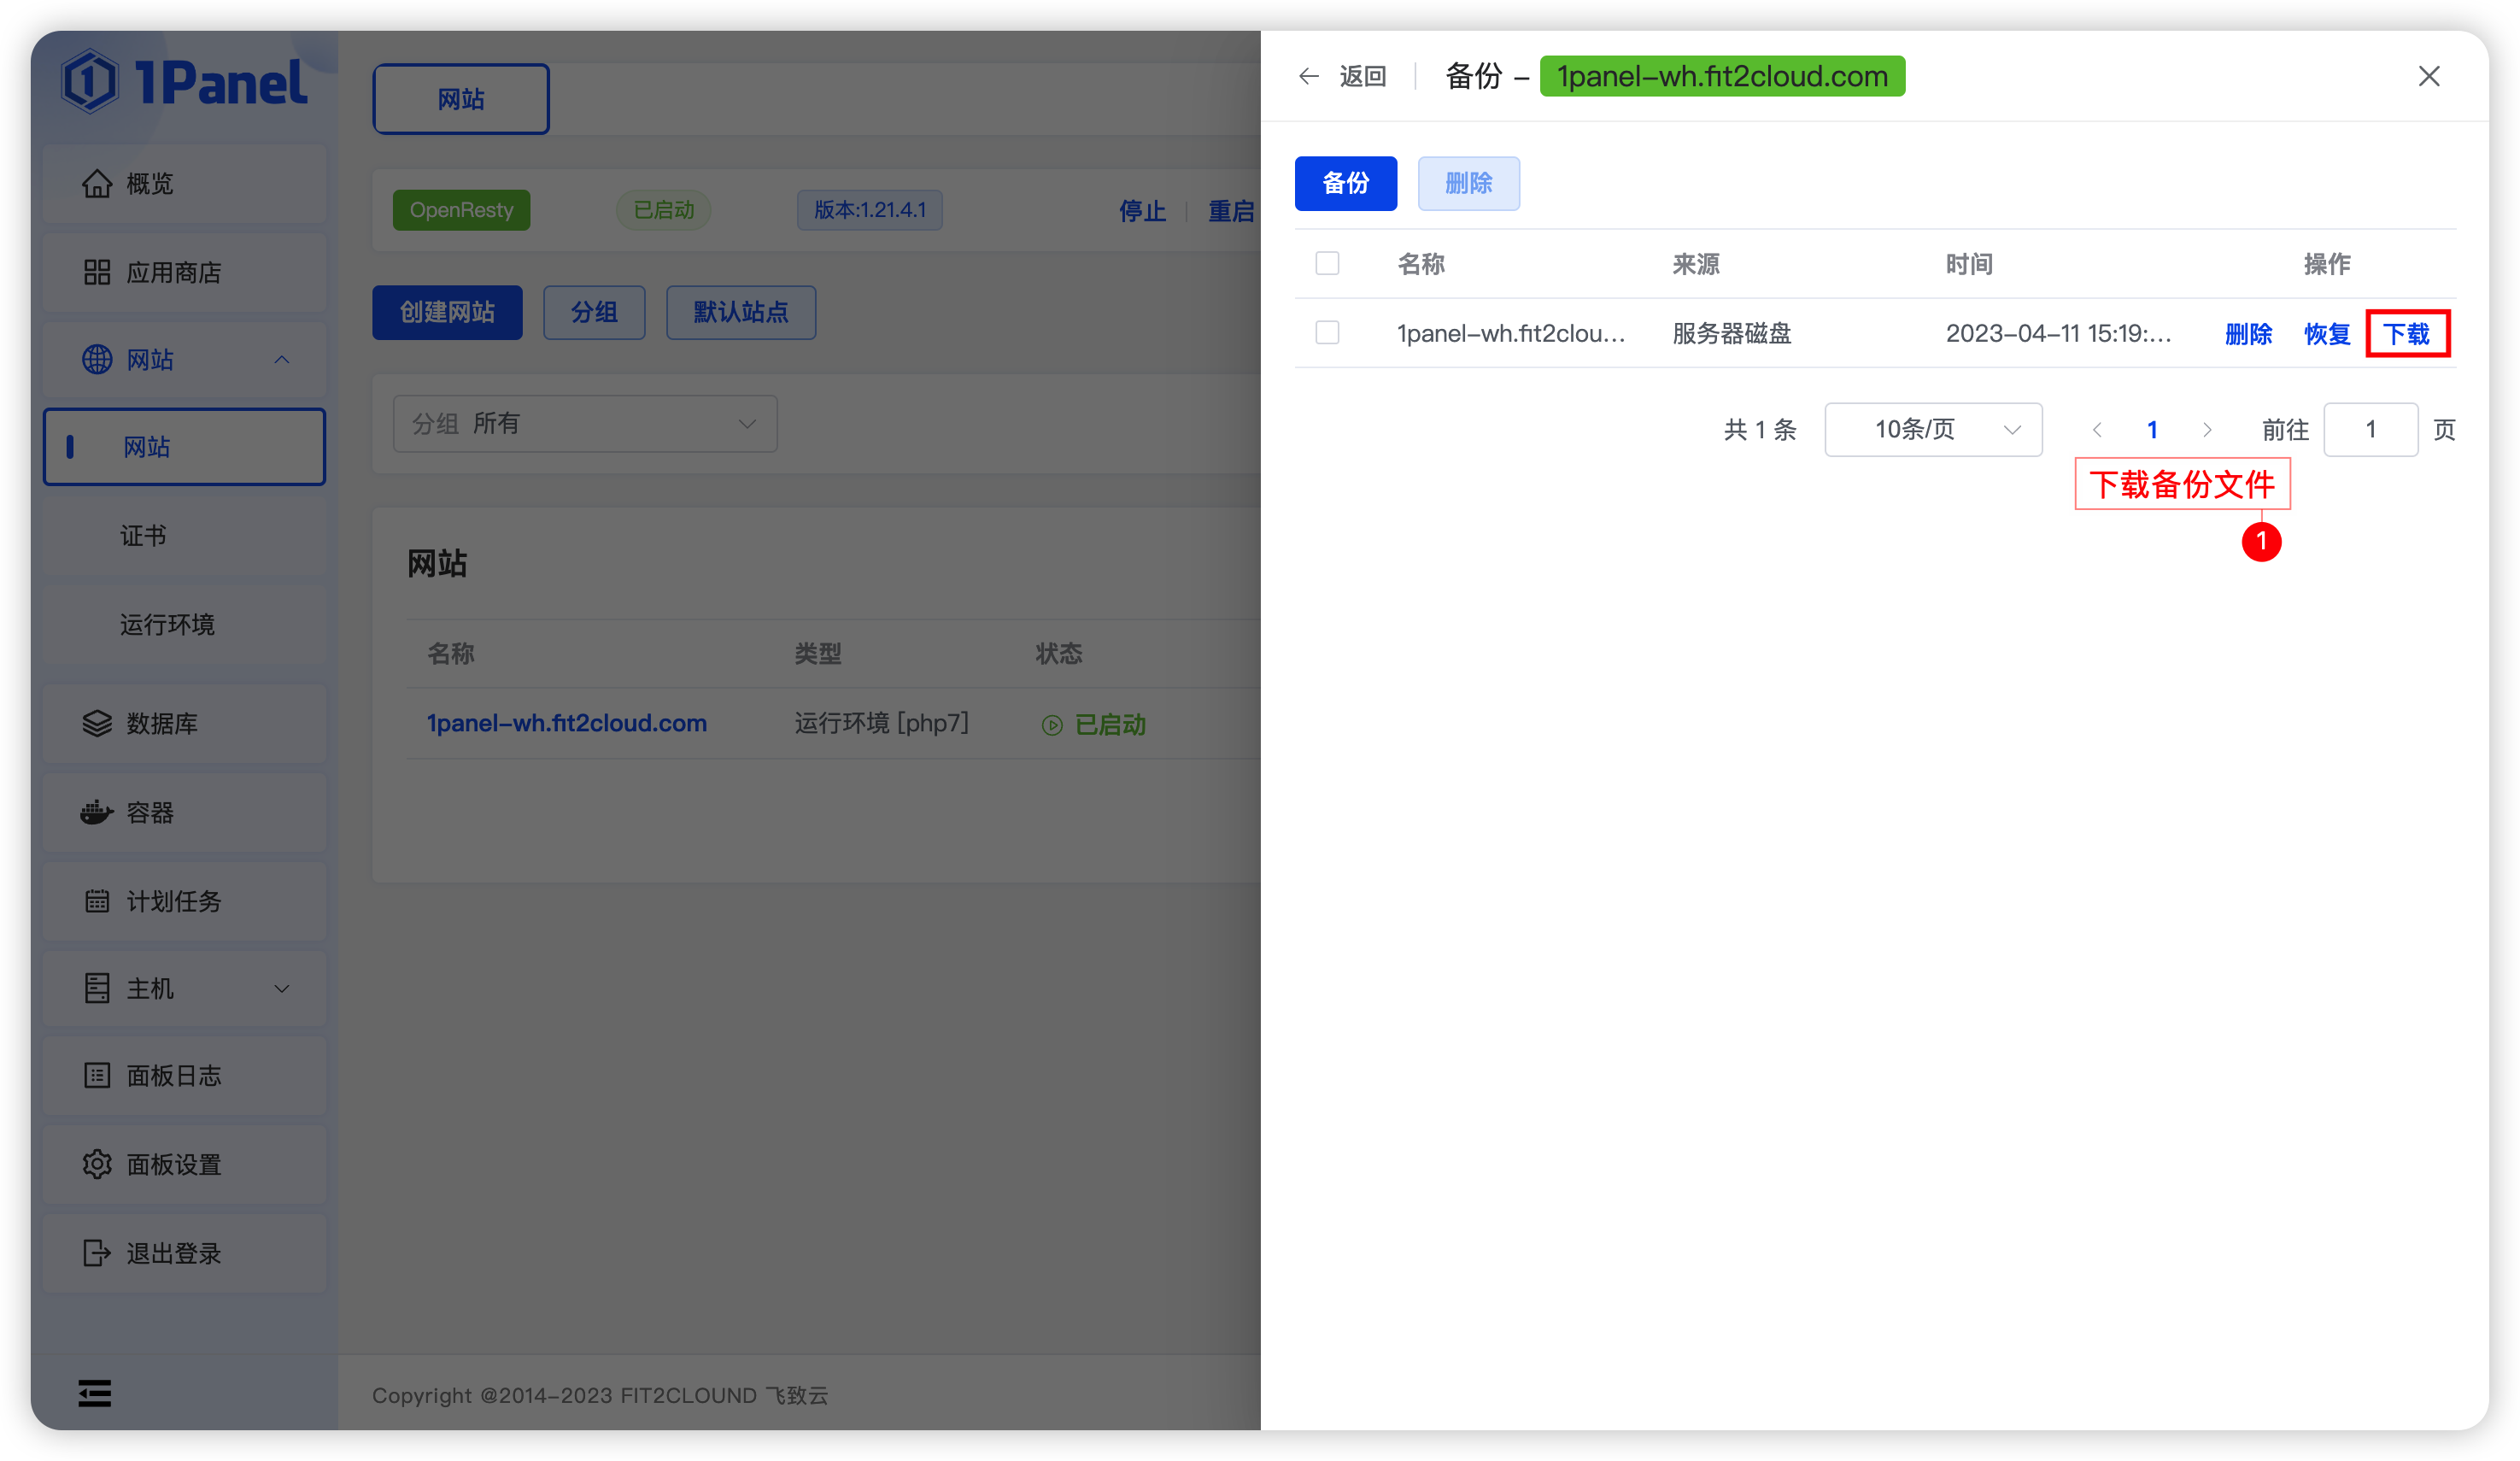 1Panel
概览
应用商店
网站
网站
证书
运行环境
数据库
容器
计划任务
主机
面板日志
面板设置
退出登录
网站
OpenResty 已启动 版本:1.21.4.1 停止 重启
创建网站 分组 默认站点
分组 所有
网站
名称 类型 状态
1panel-wh.fit2cloud.com 运行环境 [php7] 已启动
Copyright @2014-2023 FIT2CLOUND 飞致云
返回 备份 - 1panel-wh.fit2cloud.com
备份 删除
名称 来源 时间 操作
1panel-wh.fit2clou... 服务器磁盘 2023-04-11 15:19:... 删除 恢复 下载
共 1 条 10条/页 1 前往 1 页
下载备份文件
1